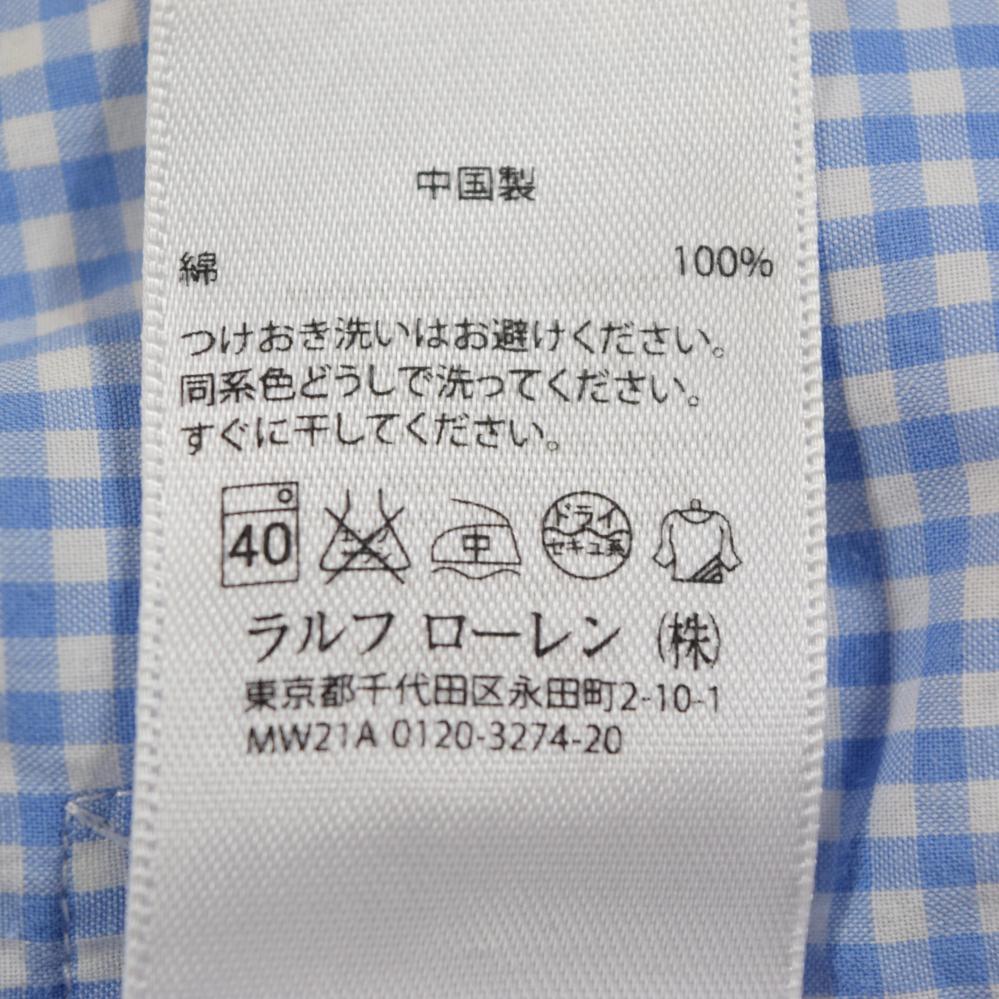 中国製
綿 100%
つけおき洗いはお避けください。
同系色どうしで洗ってください。
すぐに干してください。
40 エンソ 中 ドライ セキユ系
ラルフ ローレン (株)
東京都千代田区永田町2-10-1
MW21A 0120-3274-20